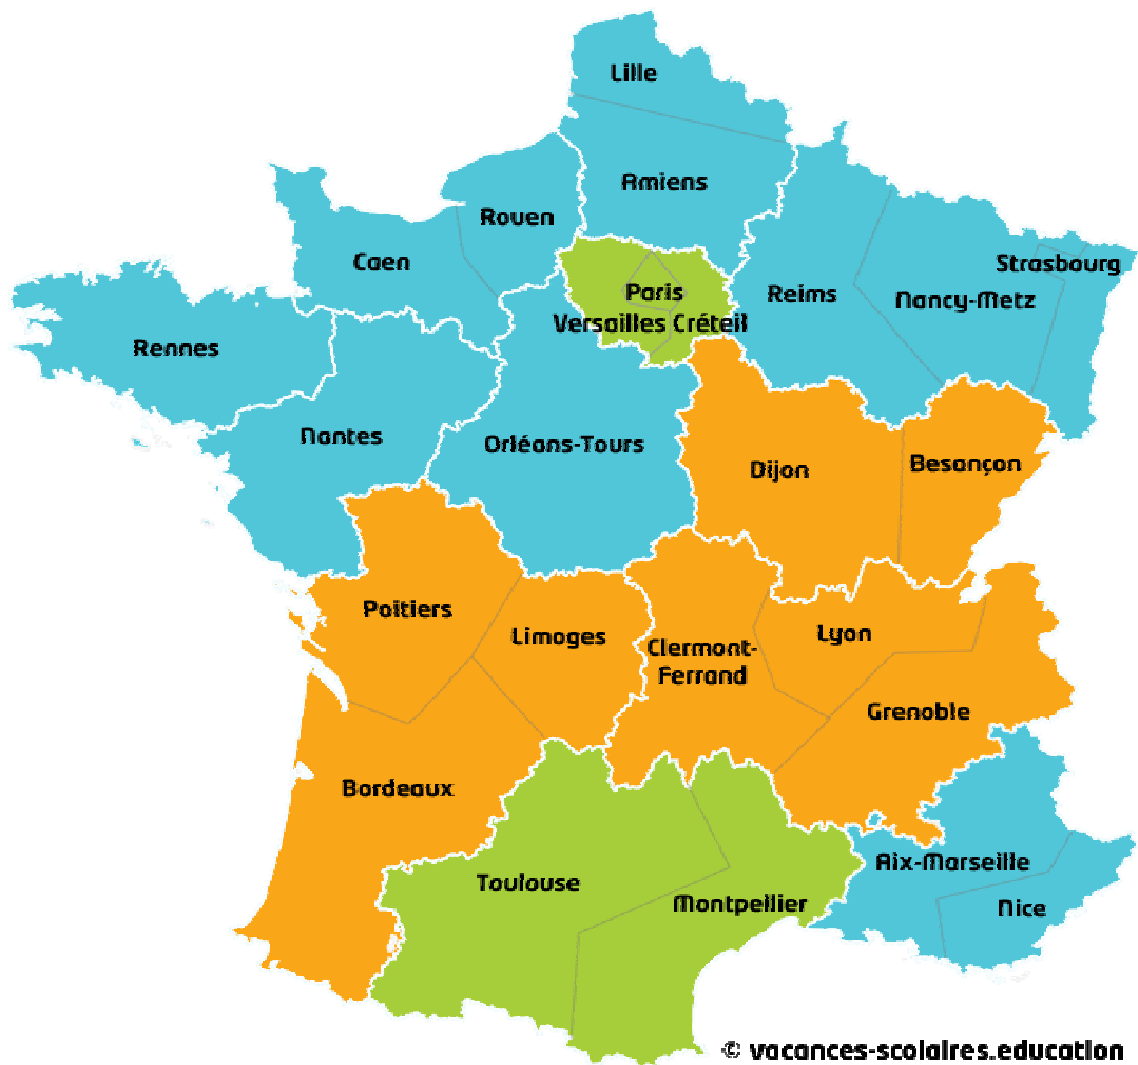 Lille
Amiens
Rouen
Caen
Paris
Versailles Créteil
Reims
Strasbourg
Nancy-Metz
Rennes
Nantes
Orléans-Tours
Dijon
Besançon
Poitiers
Limoges
Clermont-
Ferrand
Lyon
Grenoble
Bordeaux
Toulouse
Montpellier
Aix-Marseille
Nice
© vacances-scolaires.education